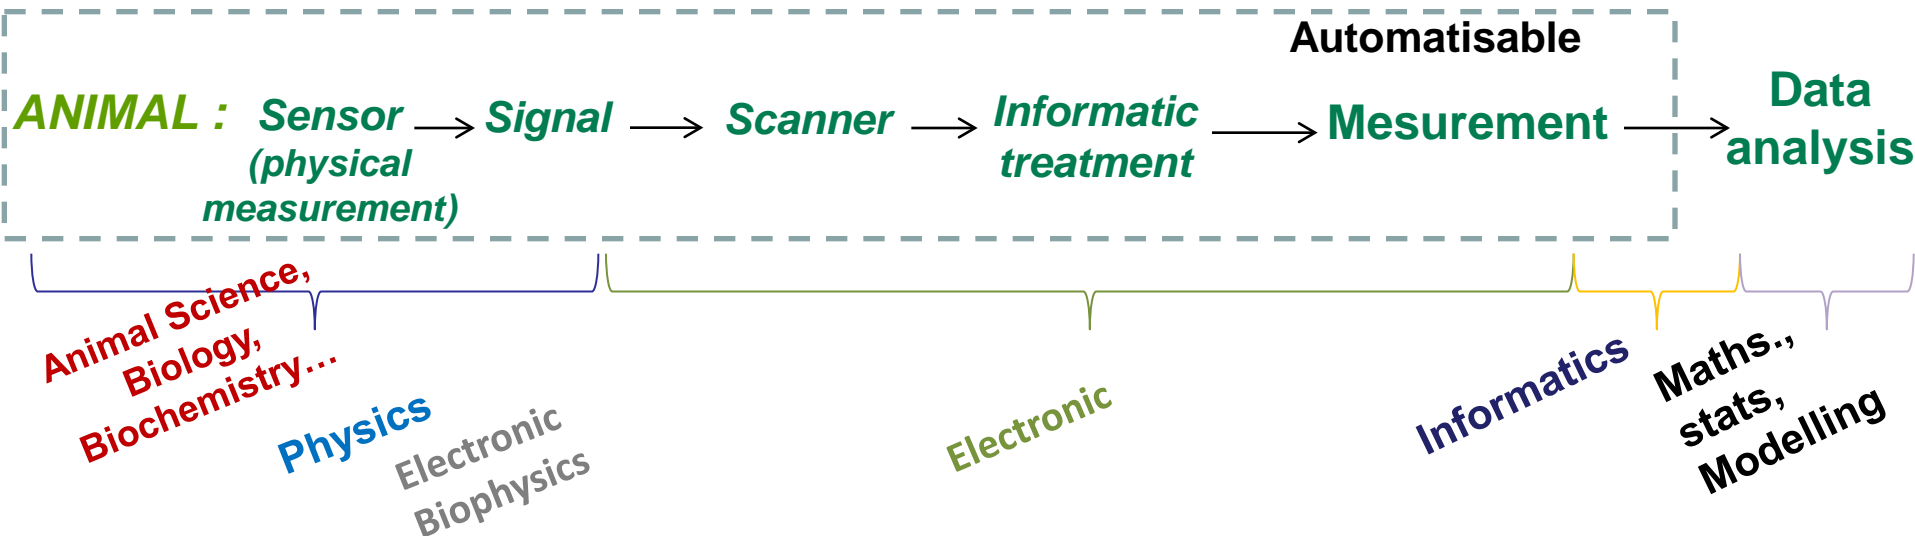 Automatisable
ANIMAL :
Sensor
(physical
measurement)
Signal
Scanner
Informatic
treatment
Mesurement
Data
analysis
Animal Science,
Biology,
Biochemistry...
Physics
Electronic
Biophysics
Electronic
Informatics
Maths.,
stats,
Modelling